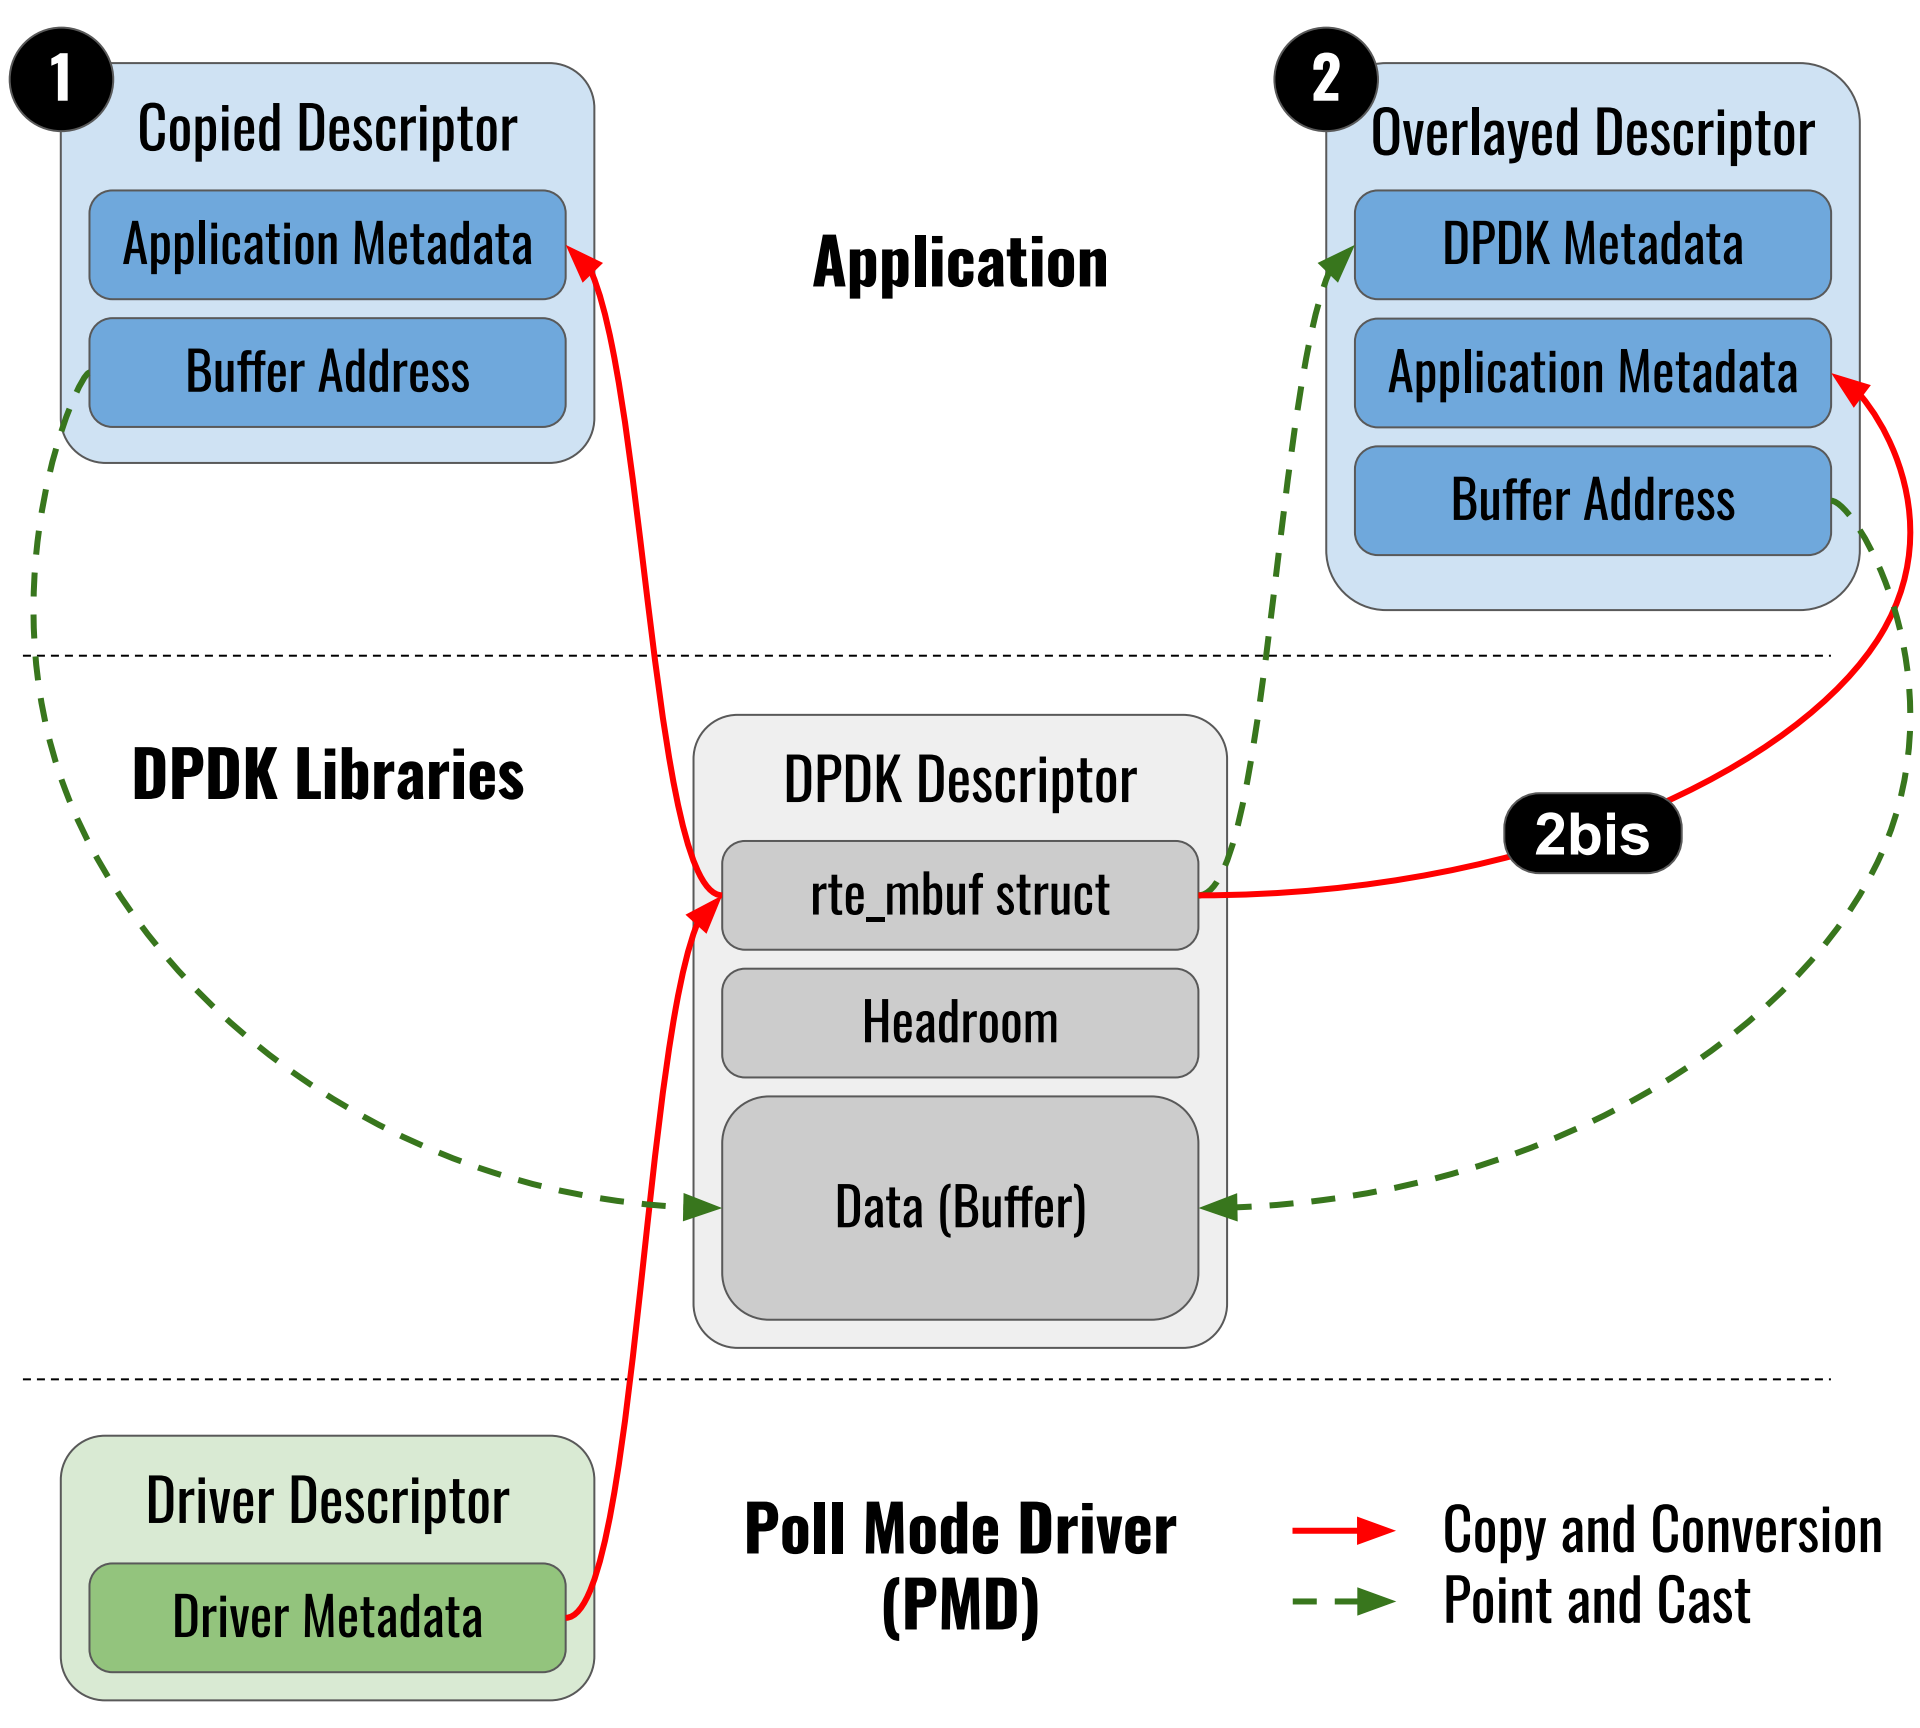 1
Copied Descriptor
Application Metadata
Buffer Address
Application
2
Overlayed Descriptor
DPDK Metadata
Application Metadata
Buffer Address
DPDK Libraries
DPDK Descriptor
rte_mbuf struct
Headroom
Data (Buffer)
2bis
Driver Descriptor
Driver Metadata
Poll Mode Driver
(PMD)
Copy and Conversion
Point and Cast